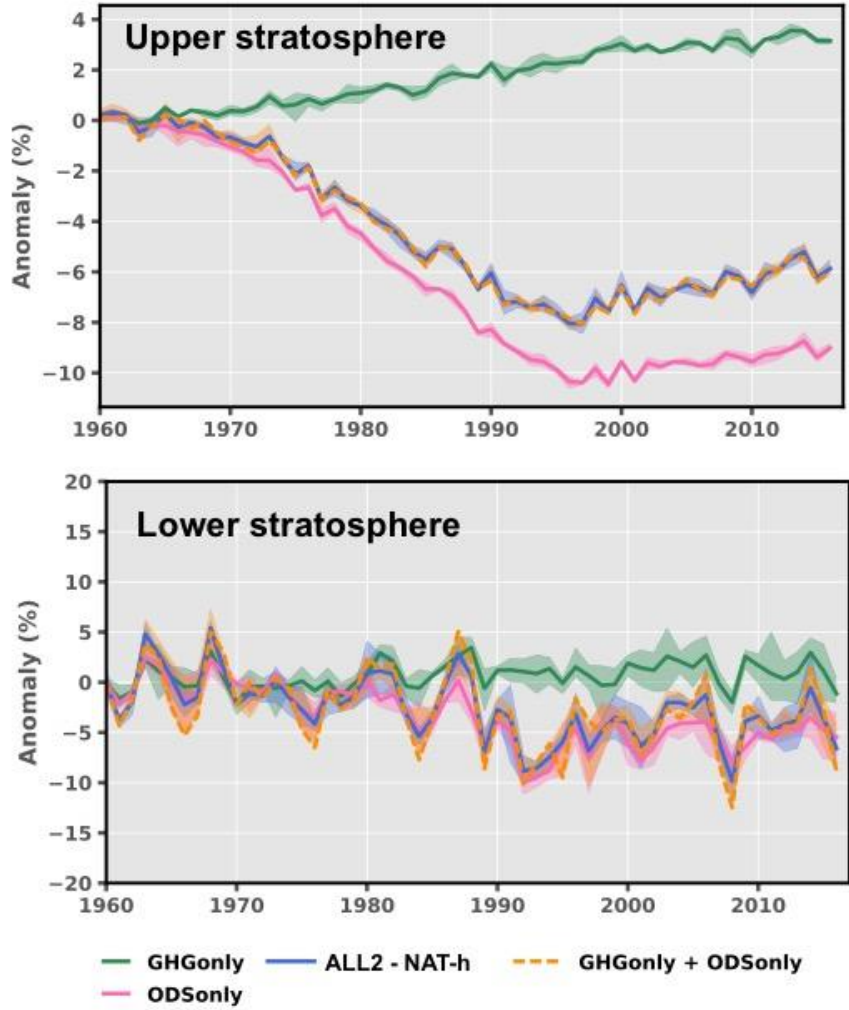 Upper stratosphere
Anomaly (%)
4
2
0
−2
−4
−6
−8
−10
1960 1970 1980 1990 2000 2010
Lower stratosphere
Anomaly (%)
20
15
10
5
0
−5
−10
−15
−20
1960 1970 1980 1990 2000 2010
GHGonly ALL2 - NAT-h GHGonly + ODSonly
ODSonly